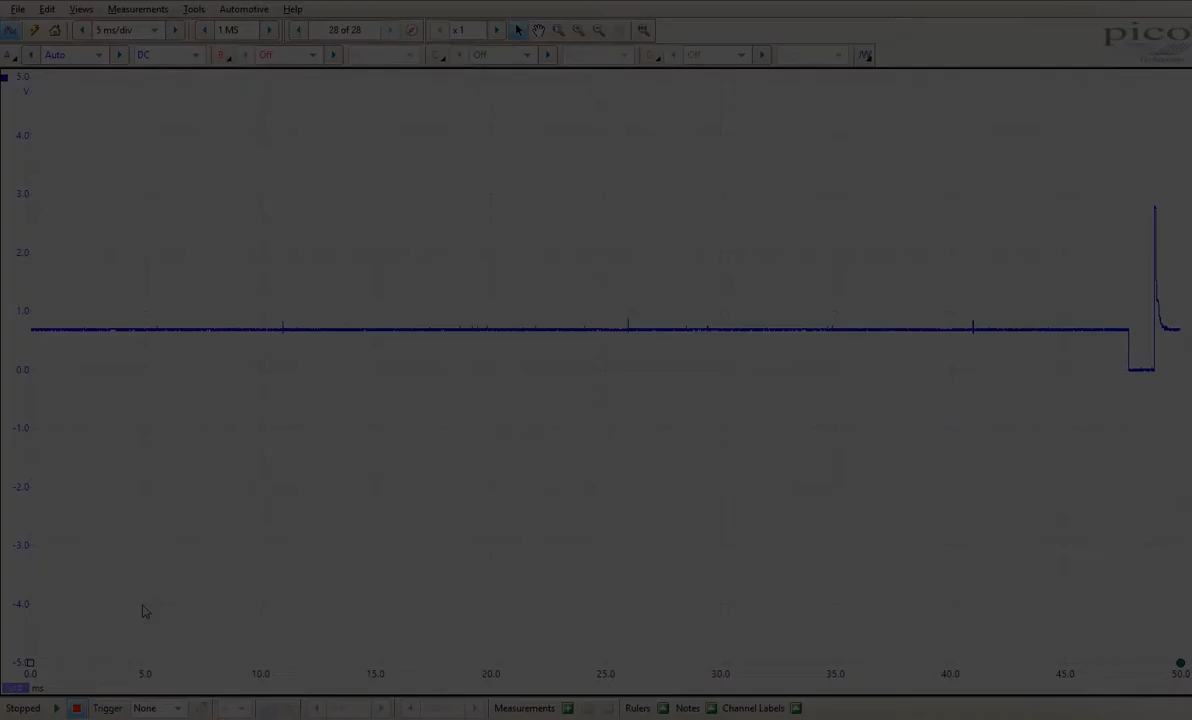 File Edit Views Measurements Tools Automotive Help
5 ms/div 1 MS 28 of 28 x 1
A Auto DC B Off C Off Off
pico
Technology
5.0
V
4.0
3.0
2.0
1.0
0.0
-1.0
-2.0
-3.0
-4.0
-5.0
0.0 5.0 10.0 15.0 20.0 25.0 30.0 35.0 40.0 45.0 50.0
ms
Stopped Trigger None Measurements Rulers Notes Channel Labels